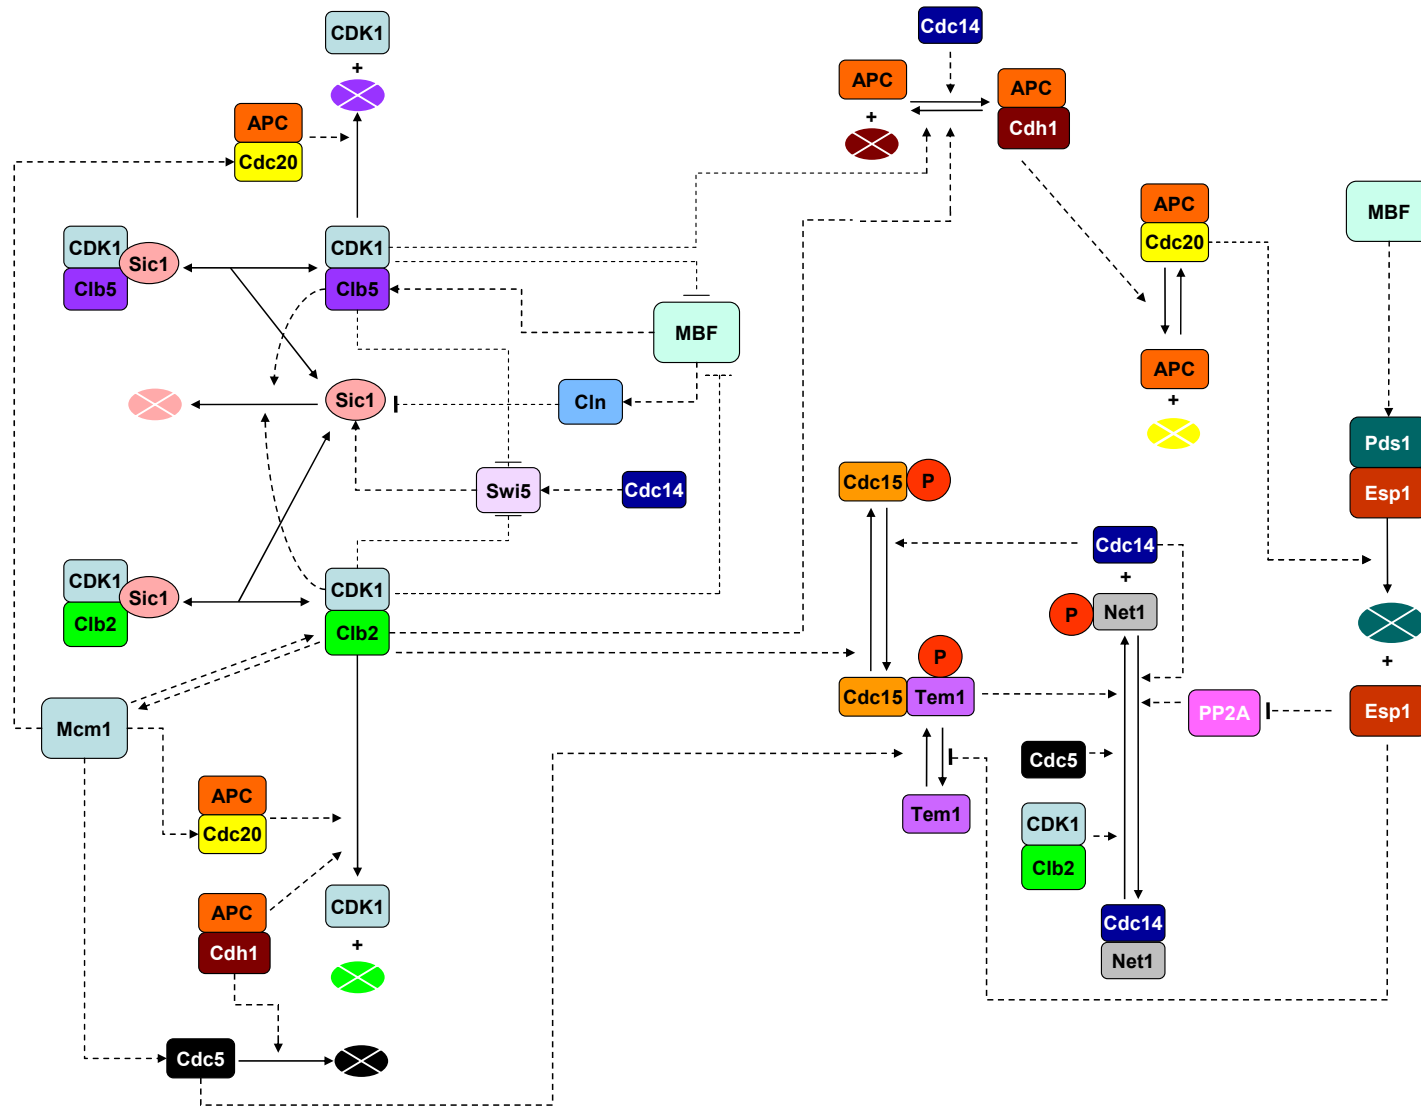 CDK1
+
APC
Cdc20
CDK1
Clb5
Sic1
CDK1
Clb5
MBF
Cln
Sic1
Swi5
Cdc14
CDK1
Clb2
Sic1
CDK1
Clb2
Mcm1
APC
Cdc20
APC
Cdh1
CDK1
+
Cdc5
Cdc14
APC
+
APC
Cdh1
APC
Cdc20
APC
+
MBF
Pds1
Esp1
+
Esp1
PP2A
Cdc15
P
Cdc14
+
P
Net1
P
Cdc15
Tem1
Tem1
Cdc5
CDK1
Clb2
Cdc14
Net1